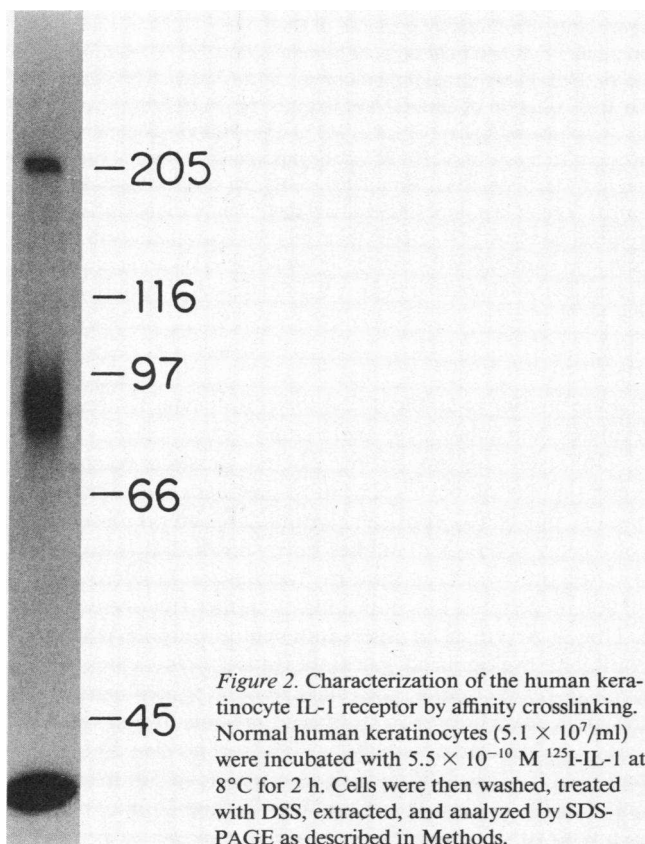 —205
—116
—97
—66
—45
Figure 2. Characterization of the human kera-
tinocyte IL-1 receptor by affinity crosslinking.
Normal human keratinocytes (5.1 × 10⁷/ml)
were incubated with 5.5 × 10⁻¹⁰ M ¹²⁵I-IL-1 at
8°C for 2 h. Cells were then washed, treated
with DSS, extracted, and analyzed by SDS-
PAGE as described in Methods.